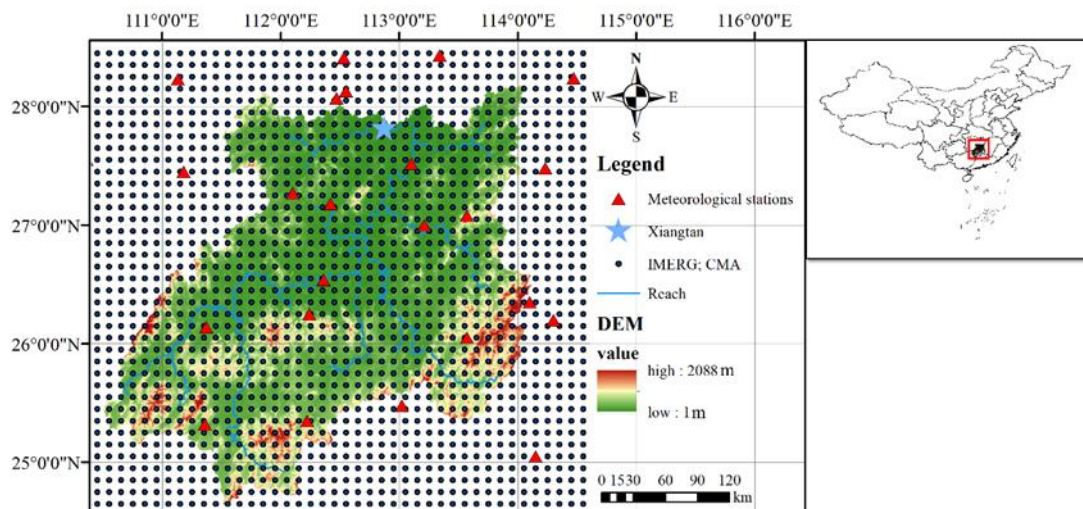 111°0'0"E 112°0'0"E 113°0'0"E 114°0'0"E 115°0'0"E 116°0'0"E
28°0'0"N
27°0'0"N
26°0'0"N
25°0'0"N
N
W E
S
Legend
Meteorological stations
Xiangtan
IMERG; CMA
Reach
DEM
value
high : 2088 m
low : 1m
0 1530 60 90 120
km